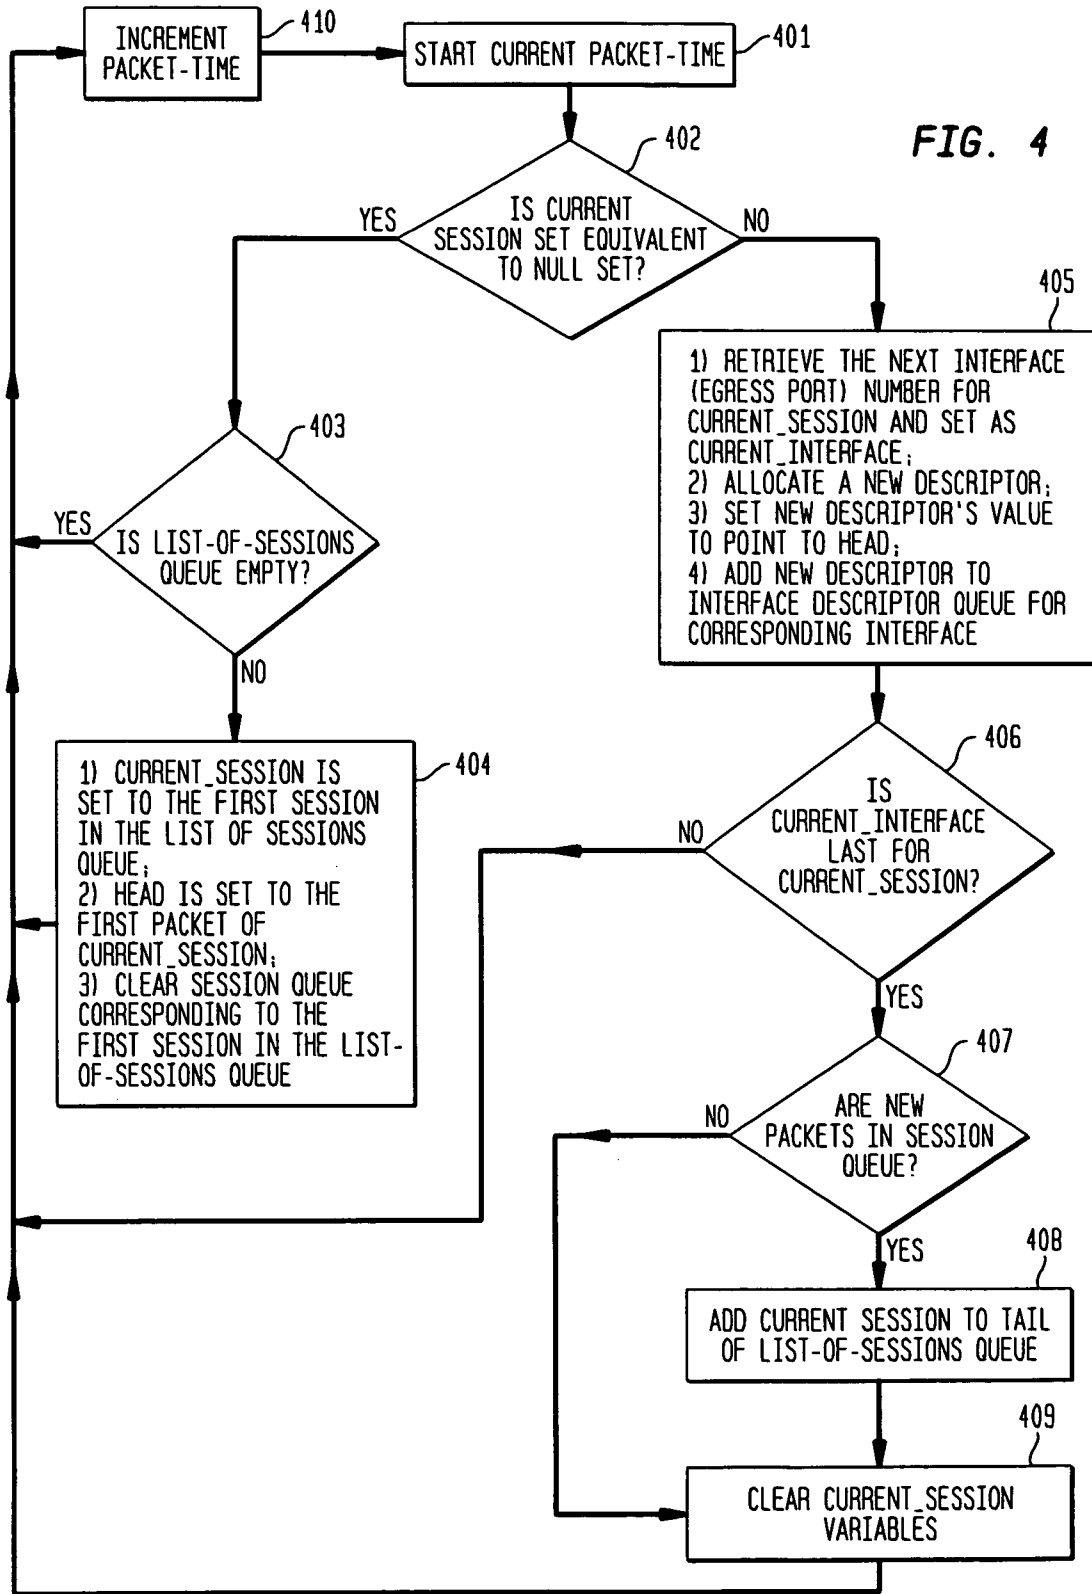 INCREMENT
PACKET-TIME
410
START CURRENT PACKET-TIME
401
FIG. 4
402
IS CURRENT
SESSION SET EQUIVALENT
TO NULL SET?
YES
NO
405
1) RETRIEVE THE NEXT INTERFACE
(EGRESS PORT) NUMBER FOR
CURRENT_SESSION AND SET AS
CURRENT_INTERFACE;
2) ALLOCATE A NEW DESCRIPTOR;
3) SET NEW DESCRIPTOR'S VALUE
TO POINT TO HEAD;
4) ADD NEW DESCRIPTOR TO
INTERFACE DESCRIPTOR QUEUE FOR
CORRESPONDING INTERFACE
403
YES
IS LIST-OF-SESSIONS
QUEUE EMPTY?
NO
404
1) CURRENT_SESSION IS
SET TO THE FIRST SESSION
IN THE LIST OF SESSIONS
QUEUE;
2) HEAD IS SET TO THE
FIRST PACKET OF
CURRENT_SESSION;
3) CLEAR SESSION QUEUE
CORRESPONDING TO THE
FIRST SESSION IN THE LIST-
OF-SESSIONS QUEUE
406
IS
CURRENT_INTERFACE
LAST FOR
CURRENT_SESSION?
NO
YES
407
ARE NEW
PACKETS IN SESSION
QUEUE?
NO
YES
408
ADD CURRENT SESSION TO TAIL
OF LIST-OF-SESSIONS QUEUE
409
CLEAR CURRENT_SESSION
VARIABLES